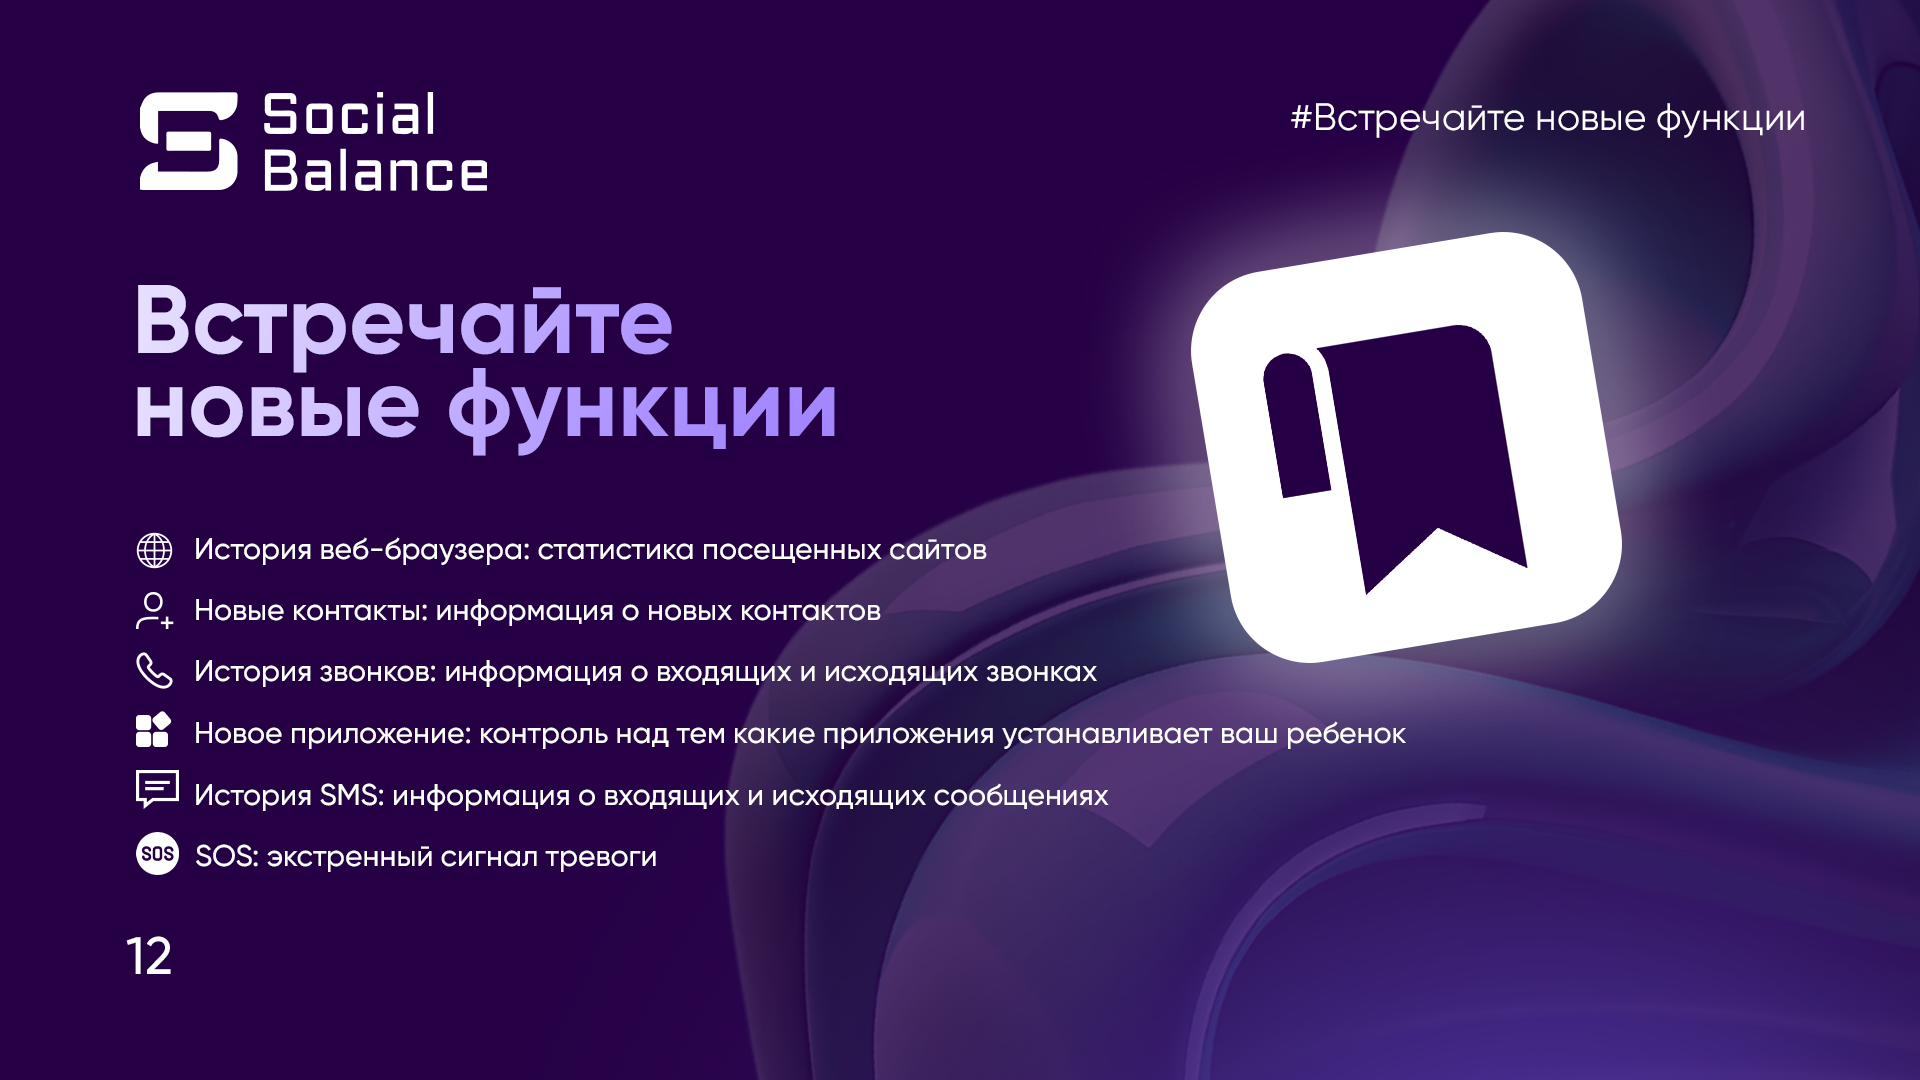 Social
Balance
#Встречайте новые функции
Встречайте
новые функции
История веб-браузера: статистика посещенных сайтов
Новые контакты: информация о новых контактов
История звонков: информация о входящих и исходящих звонках
Новое приложение: контроль над тем какие приложения устанавливает ваш ребенок
История SMS: информация о входящих и исходящих сообщениях
SOS SOS: экстренный сигнал тревоги
12